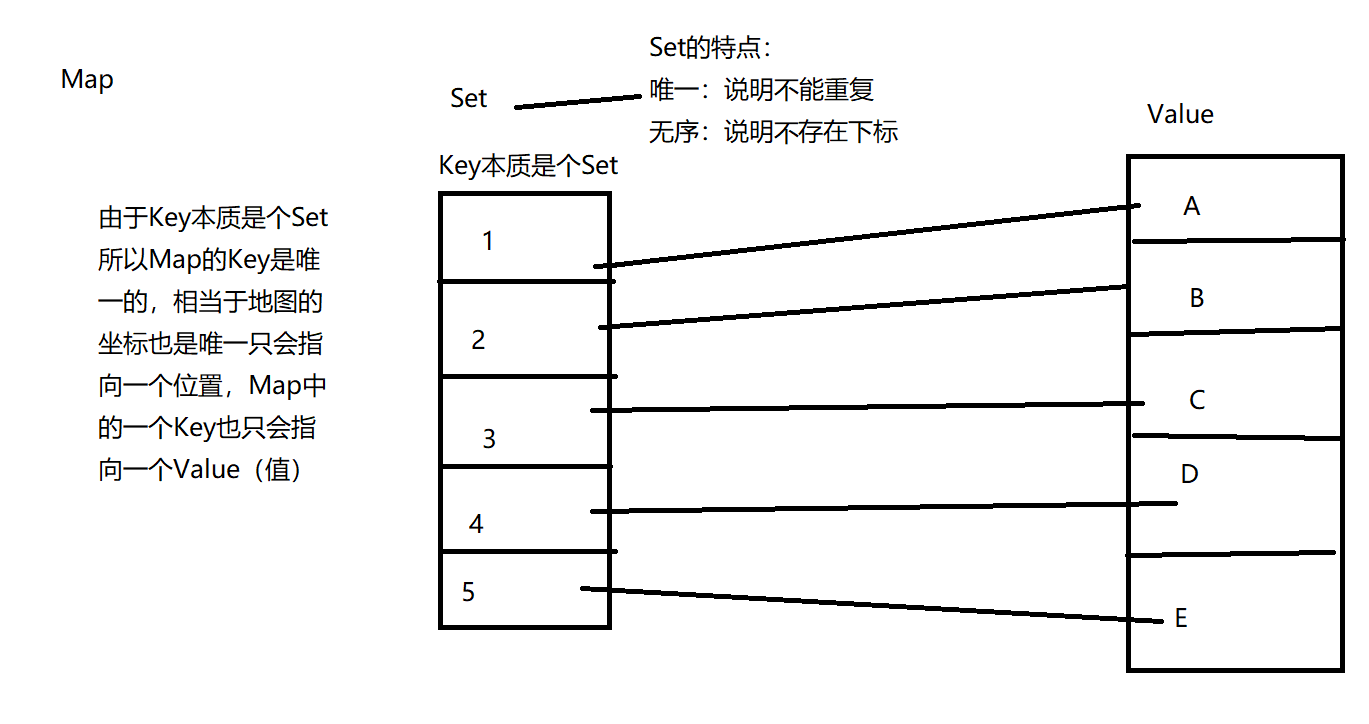 Map
Set
Set的特点：
唯一：说明不能重复
无序：说明不存在下标
Value
Key本质是个Set
由于Key本质是个Set
所以Map的Key是唯
一的，相当于地图的
坐标也是唯一只会指
向一个位置，Map中
的一个Key也只会指
向一个Value（值）
1
A
2
B
3
C
4
D
5
E